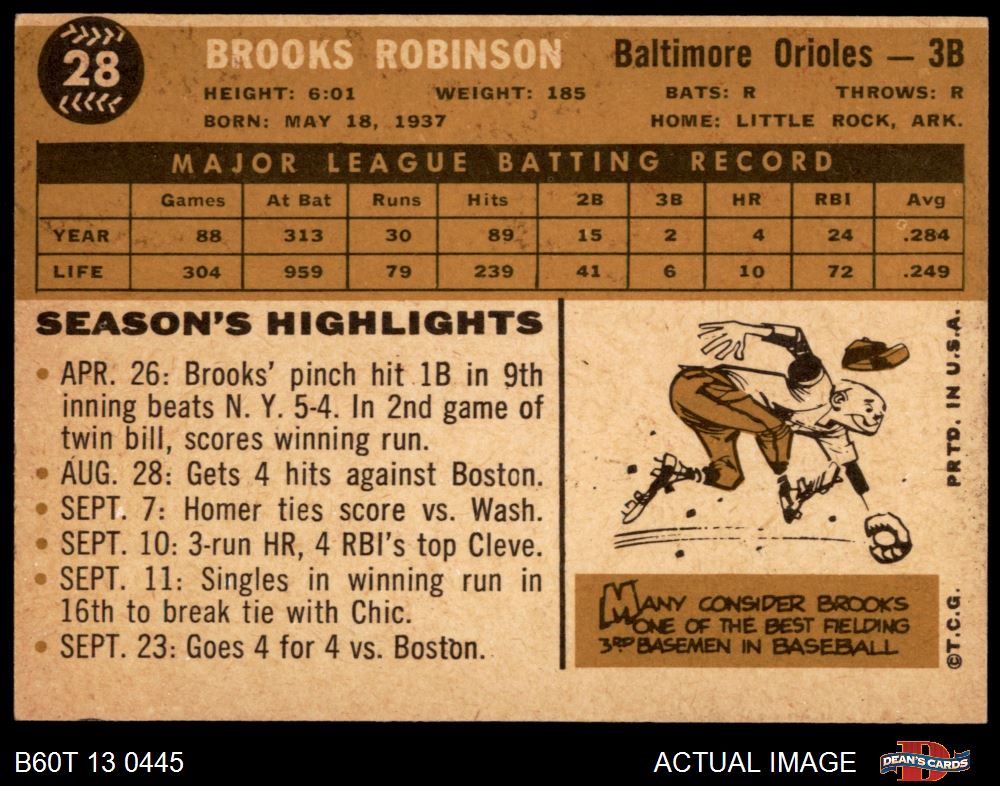 28
BROOKS ROBINSON
Baltimore Orioles — 3B
HEIGHT: 6:01 WEIGHT: 185 BATS: R THROWS: R
BORN: MAY 18, 1937 HOME: LITTLE ROCK, ARK.
MAJOR LEAGUE BATTING RECORD
Games At Bat Runs Hits 2B 3B HR RBI Avg
YEAR 88 313 30 89 15 2 4 24 .284
LIFE 304 959 79 239 41 6 10 72 .249
SEASON'S HIGHLIGHTS
• APR. 26: Brooks' pinch hit 1B in 9th
inning beats N. Y. 5-4. In 2nd game of
twin bill, scores winning run.
• AUG. 28: Gets 4 hits against Boston.
• SEPT. 7: Homer ties score vs. Wash.
• SEPT. 10: 3-run HR, 4 RBI's top Cleve.
• SEPT. 11: Singles in winning run in
16th to break tie with Chic.
• SEPT. 23: Goes 4 for 4 vs. Boston.
MANY CONSIDER BROOKS
ONE OF THE BEST FIELDING
3RD BASEMEN IN BASEBALL
©T.C.G. PRTD. IN U.S.A.
B60T 13 0445
ACTUAL IMAGE
D
DEAN'S CARDS